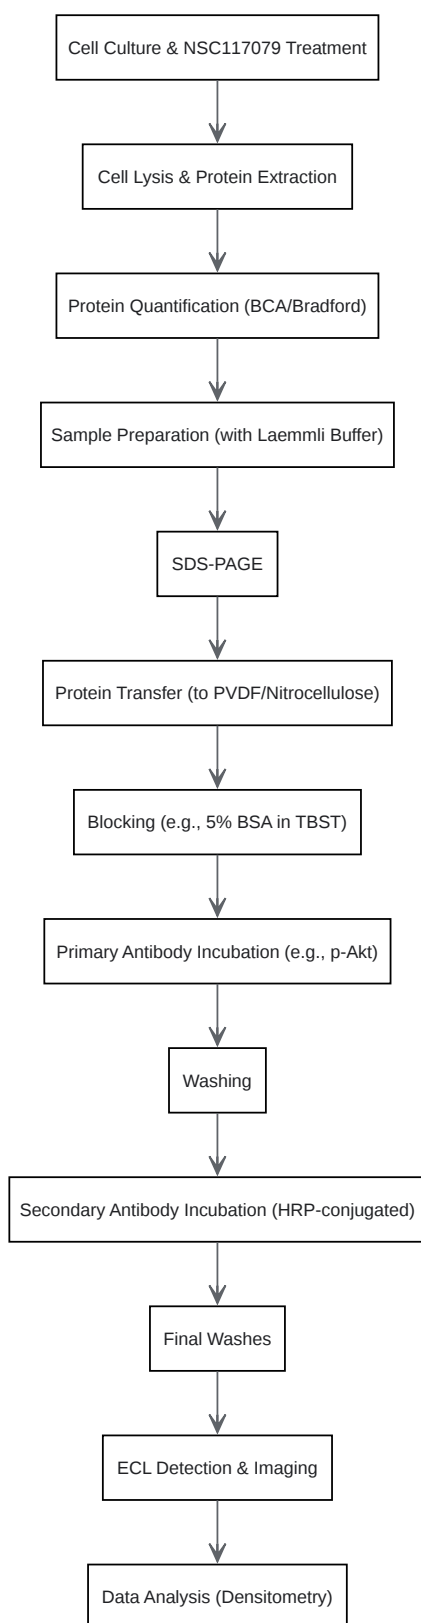 Cell Culture & NSC117079 Treatment
Cell Lysis & Protein Extraction
Protein Quantification (BCA/Bradford)
Sample Preparation (with Laemmli Buffer)
SDS-PAGE
Protein Transfer (to PVDF/Nitrocellulose)
Blocking (e.g., 5% BSA in TBST)
Primary Antibody Incubation (e.g., p-Akt)
Washing
Secondary Antibody Incubation (HRP-conjugated)
Final Washes
ECL Detection & Imaging
Data Analysis (Densitometry)